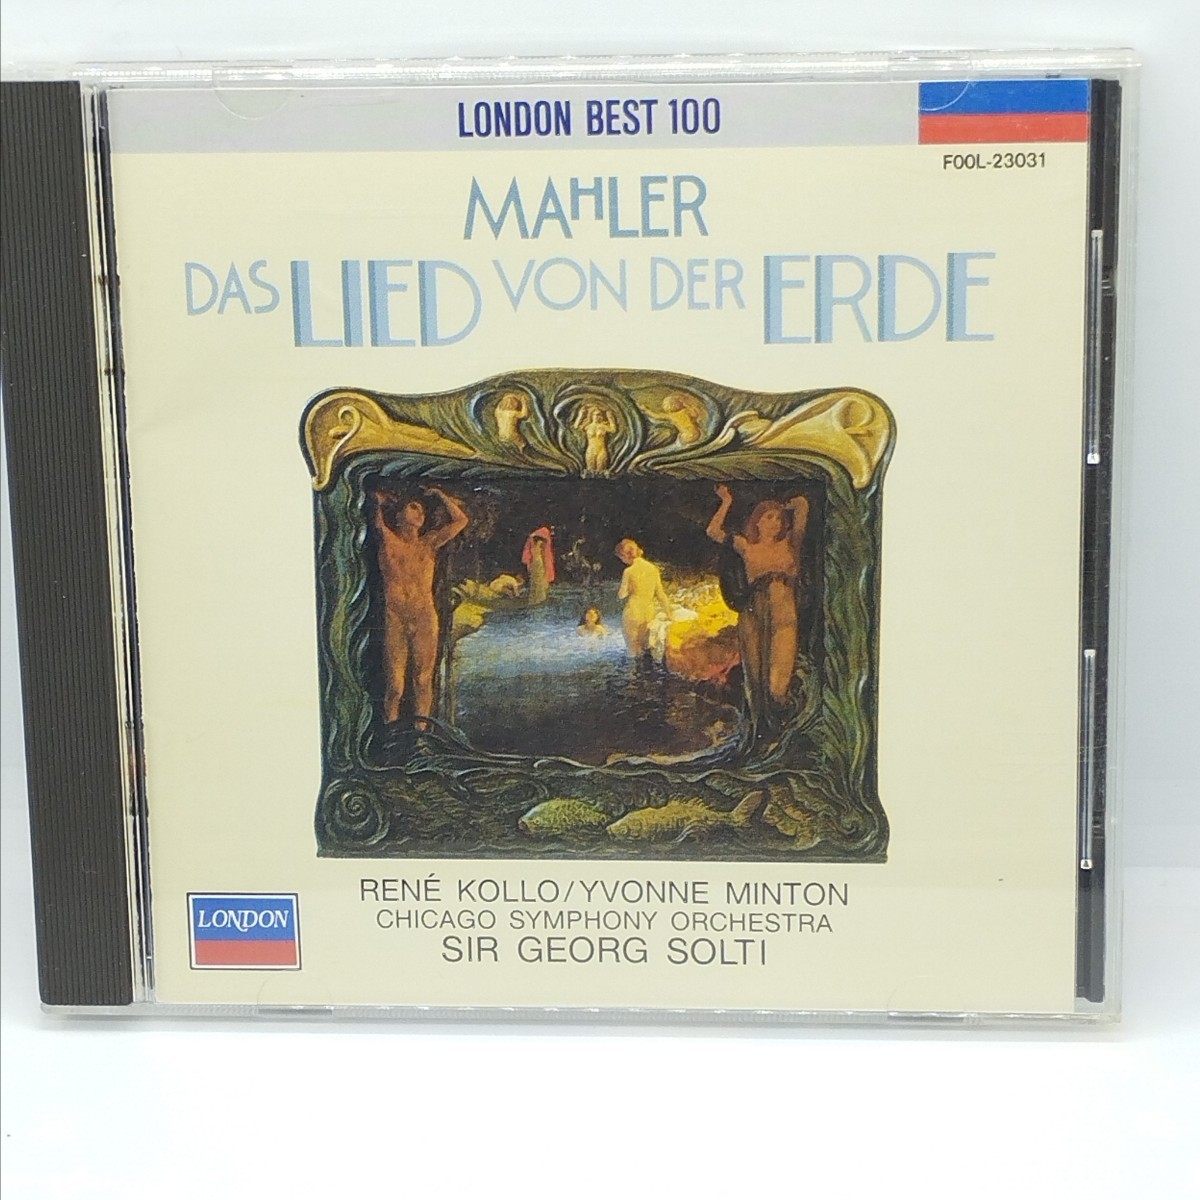 LONDON BEST 100
F00L-23031
MAHLER
DAS LIED VON DER ERDE
RENÉ KOLLO/YVONNE MINTON
CHICAGO SYMPHONY ORCHESTRA
SIR GEORG SOLTI
LONDON